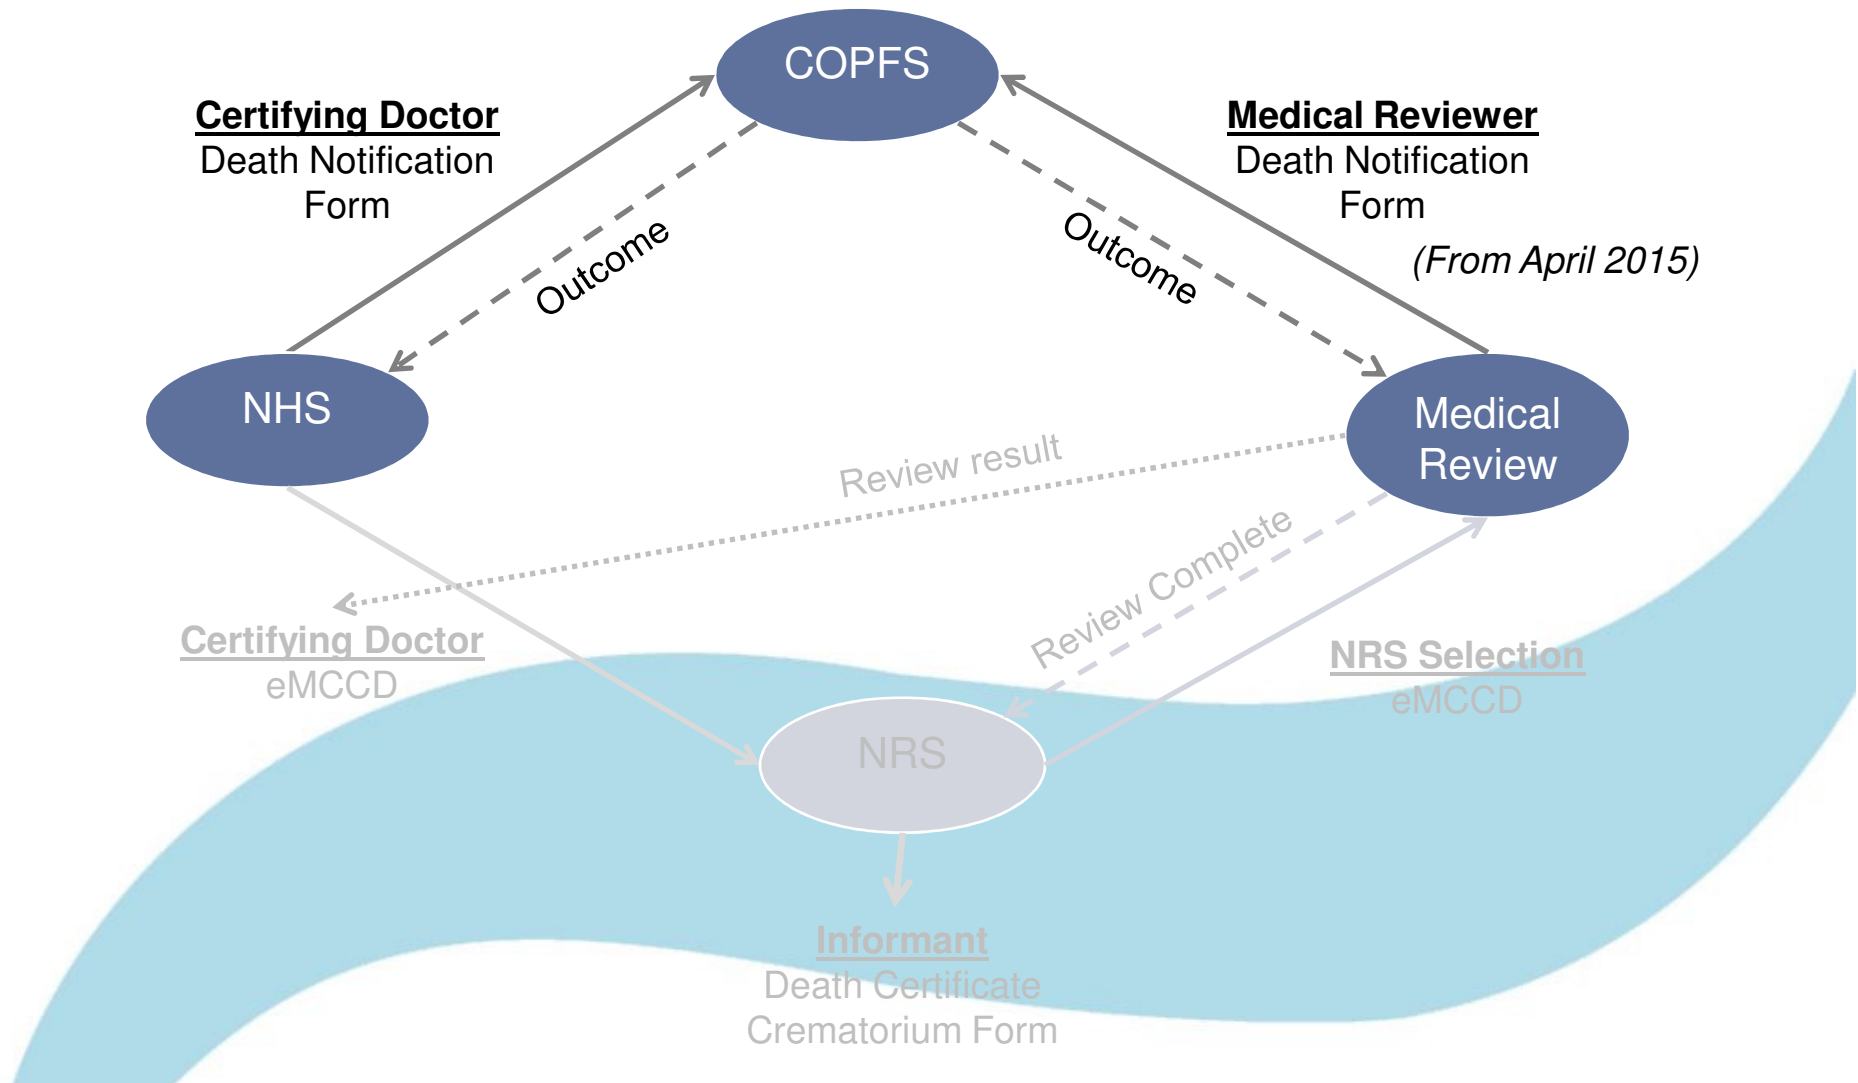 COPFS
Certifying Doctor
Death Notification
Form
Medical Reviewer
Death Notification
Form
(From April 2015)
Outcome
Outcome
NHS
Medical
Review
Review result
Review Complete
Certifying Doctor
eMCCD
NRS Selection
eMCCD
NRS
Informant
Death Certificate
Crematorium Form